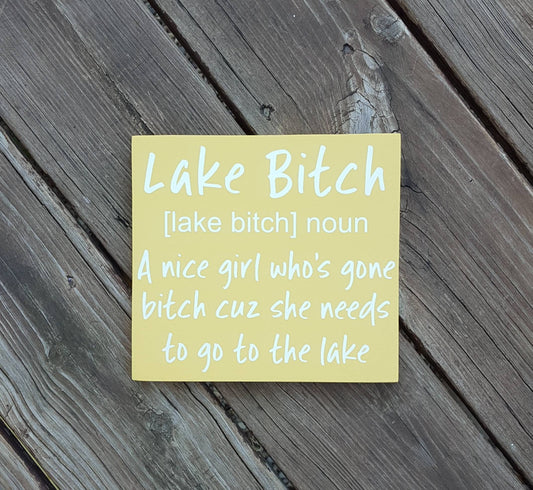 Lake Bitch
[lake bitch] noun
A nice girl who's gone
bitch cuz she needs
to go to the lake